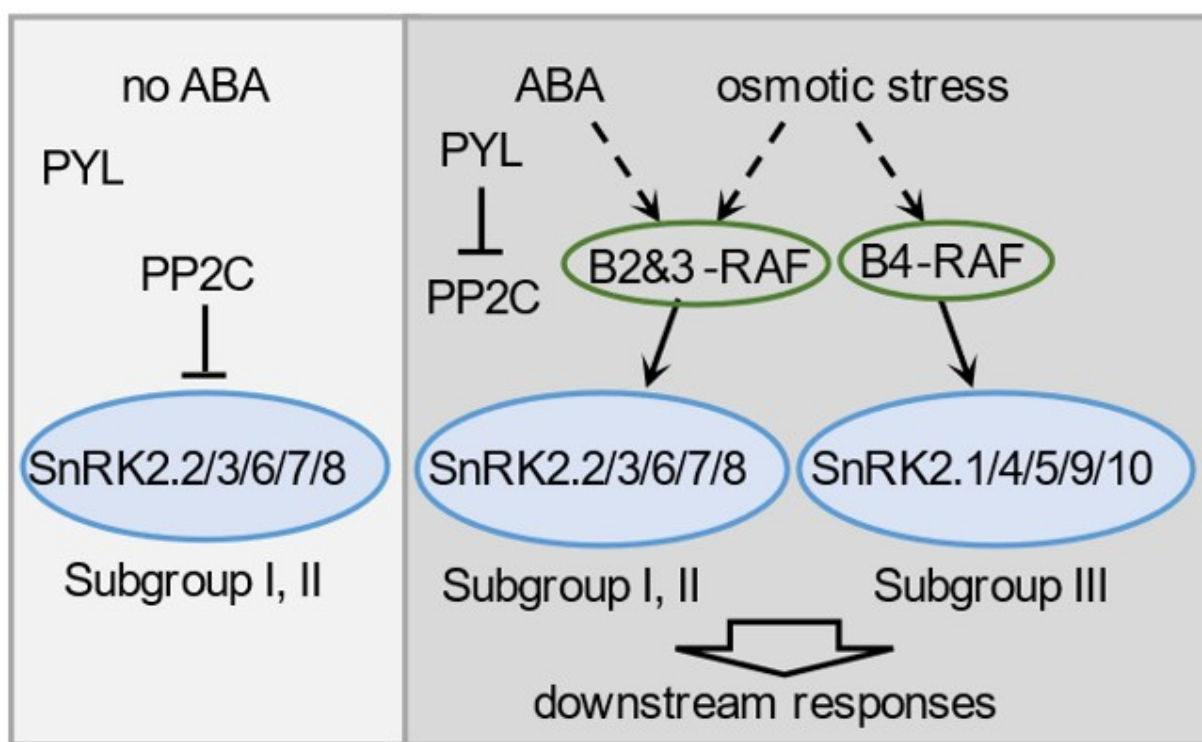 no ABA
PYL
PP2C
SnRK2.2/3/6/7/8
Subgroup I, II
ABA
osmotic stress
PYL
PP2C
B2&3 -RAF
B4-RAF
SnRK2.2/3/6/7/8
SnRK2.1/4/5/9/10
Subgroup I, II
Subgroup III
downstream responses